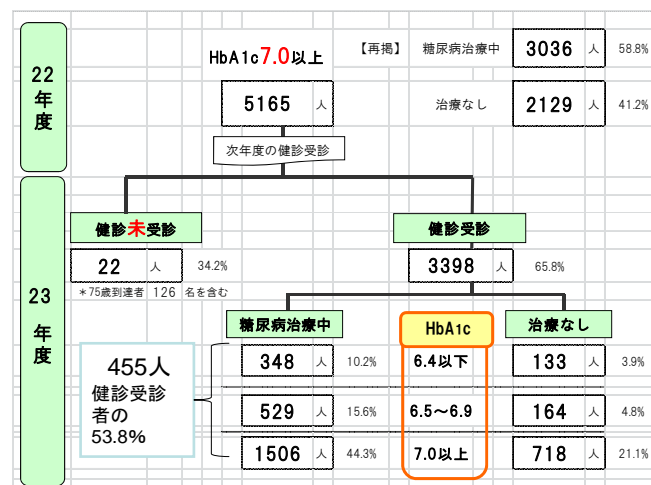 22
年
度
HbA1c7.0以上
5165 人
【再掲】 糖尿病治療中 3036 人 58.8%
治療なし 2129 人 41.2%
次年度の健診受診
23
年
度
健診未受診
22 人 34.2%
＊75歳到達者 126 名を含む
健診受診
3398 人 65.8%
糖尿病治療中 HbA1c 治療なし
348 人 10.2% 6.4以下 133 人 3.9%
529 人 15.6% 6.5～6.9 164 人 4.8%
1506 人 44.3% 7.0以上 718 人 21.1%
455人
健診受診
者の
53.8%